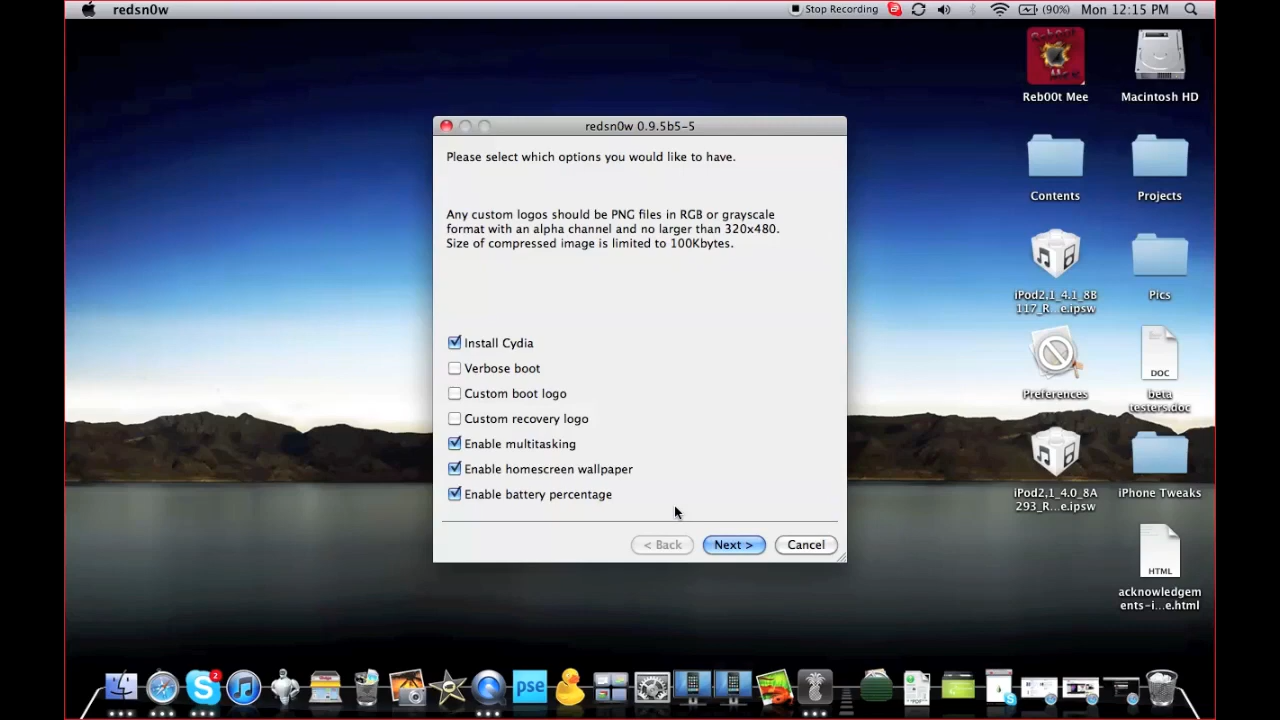 redsn0w
Stop Recording
(90%)
Mon 12:15 PM
Reb00t Mee
Macintosh HD
redsn0w 0.9.5b5-5
Please select which options you would like to have.
Any custom logos should be PNG files in RGB or grayscale
format with an alpha channel and no larger than 320x480.
Size of compressed image is limited to 100Kbytes.
Install Cydia
Verbose boot
Custom boot logo
Custom recovery logo
Enable multitasking
Enable homescreen wallpaper
Enable battery percentage
< Back
Next >
Cancel
Contents
Projects
iPod2,1_4.1_8B
117_R...e.ipsw
Pics
Preferences
DOC
beta
testers.doc
iPod2,1_4.0_8A
293_R...e.ipsw
iPhone Tweaks
HTML
acknowledgem
ents-i...e.html
2
pse